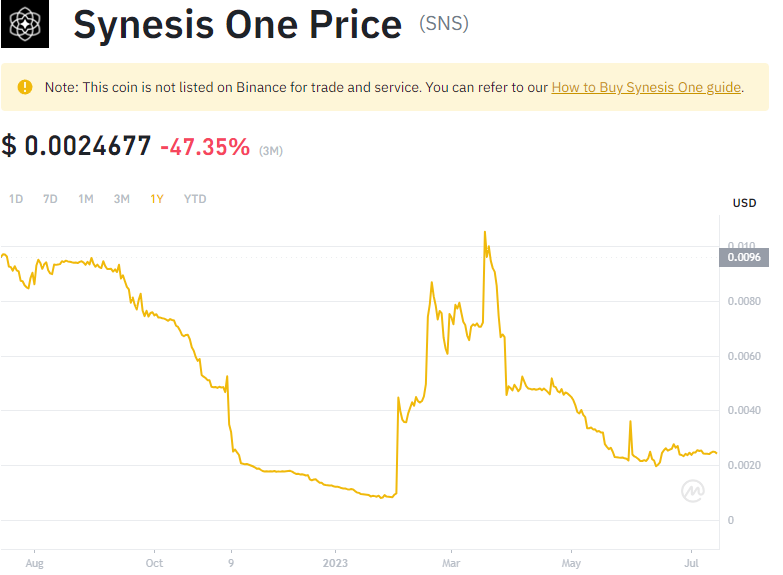 Synesis One Price (SNS)
Note: This coin is not listed on Binance for trade and service. You can refer to our How to Buy Synesis One guide.
$ 0.0024677 -47.35% (3M)
1D 7D 1M 3M 1Y YTD
USD
0.010
0.0096
0.0080
0.0060
0.0040
0.0020
0
Aug Oct 9 2023 Mar May Jul